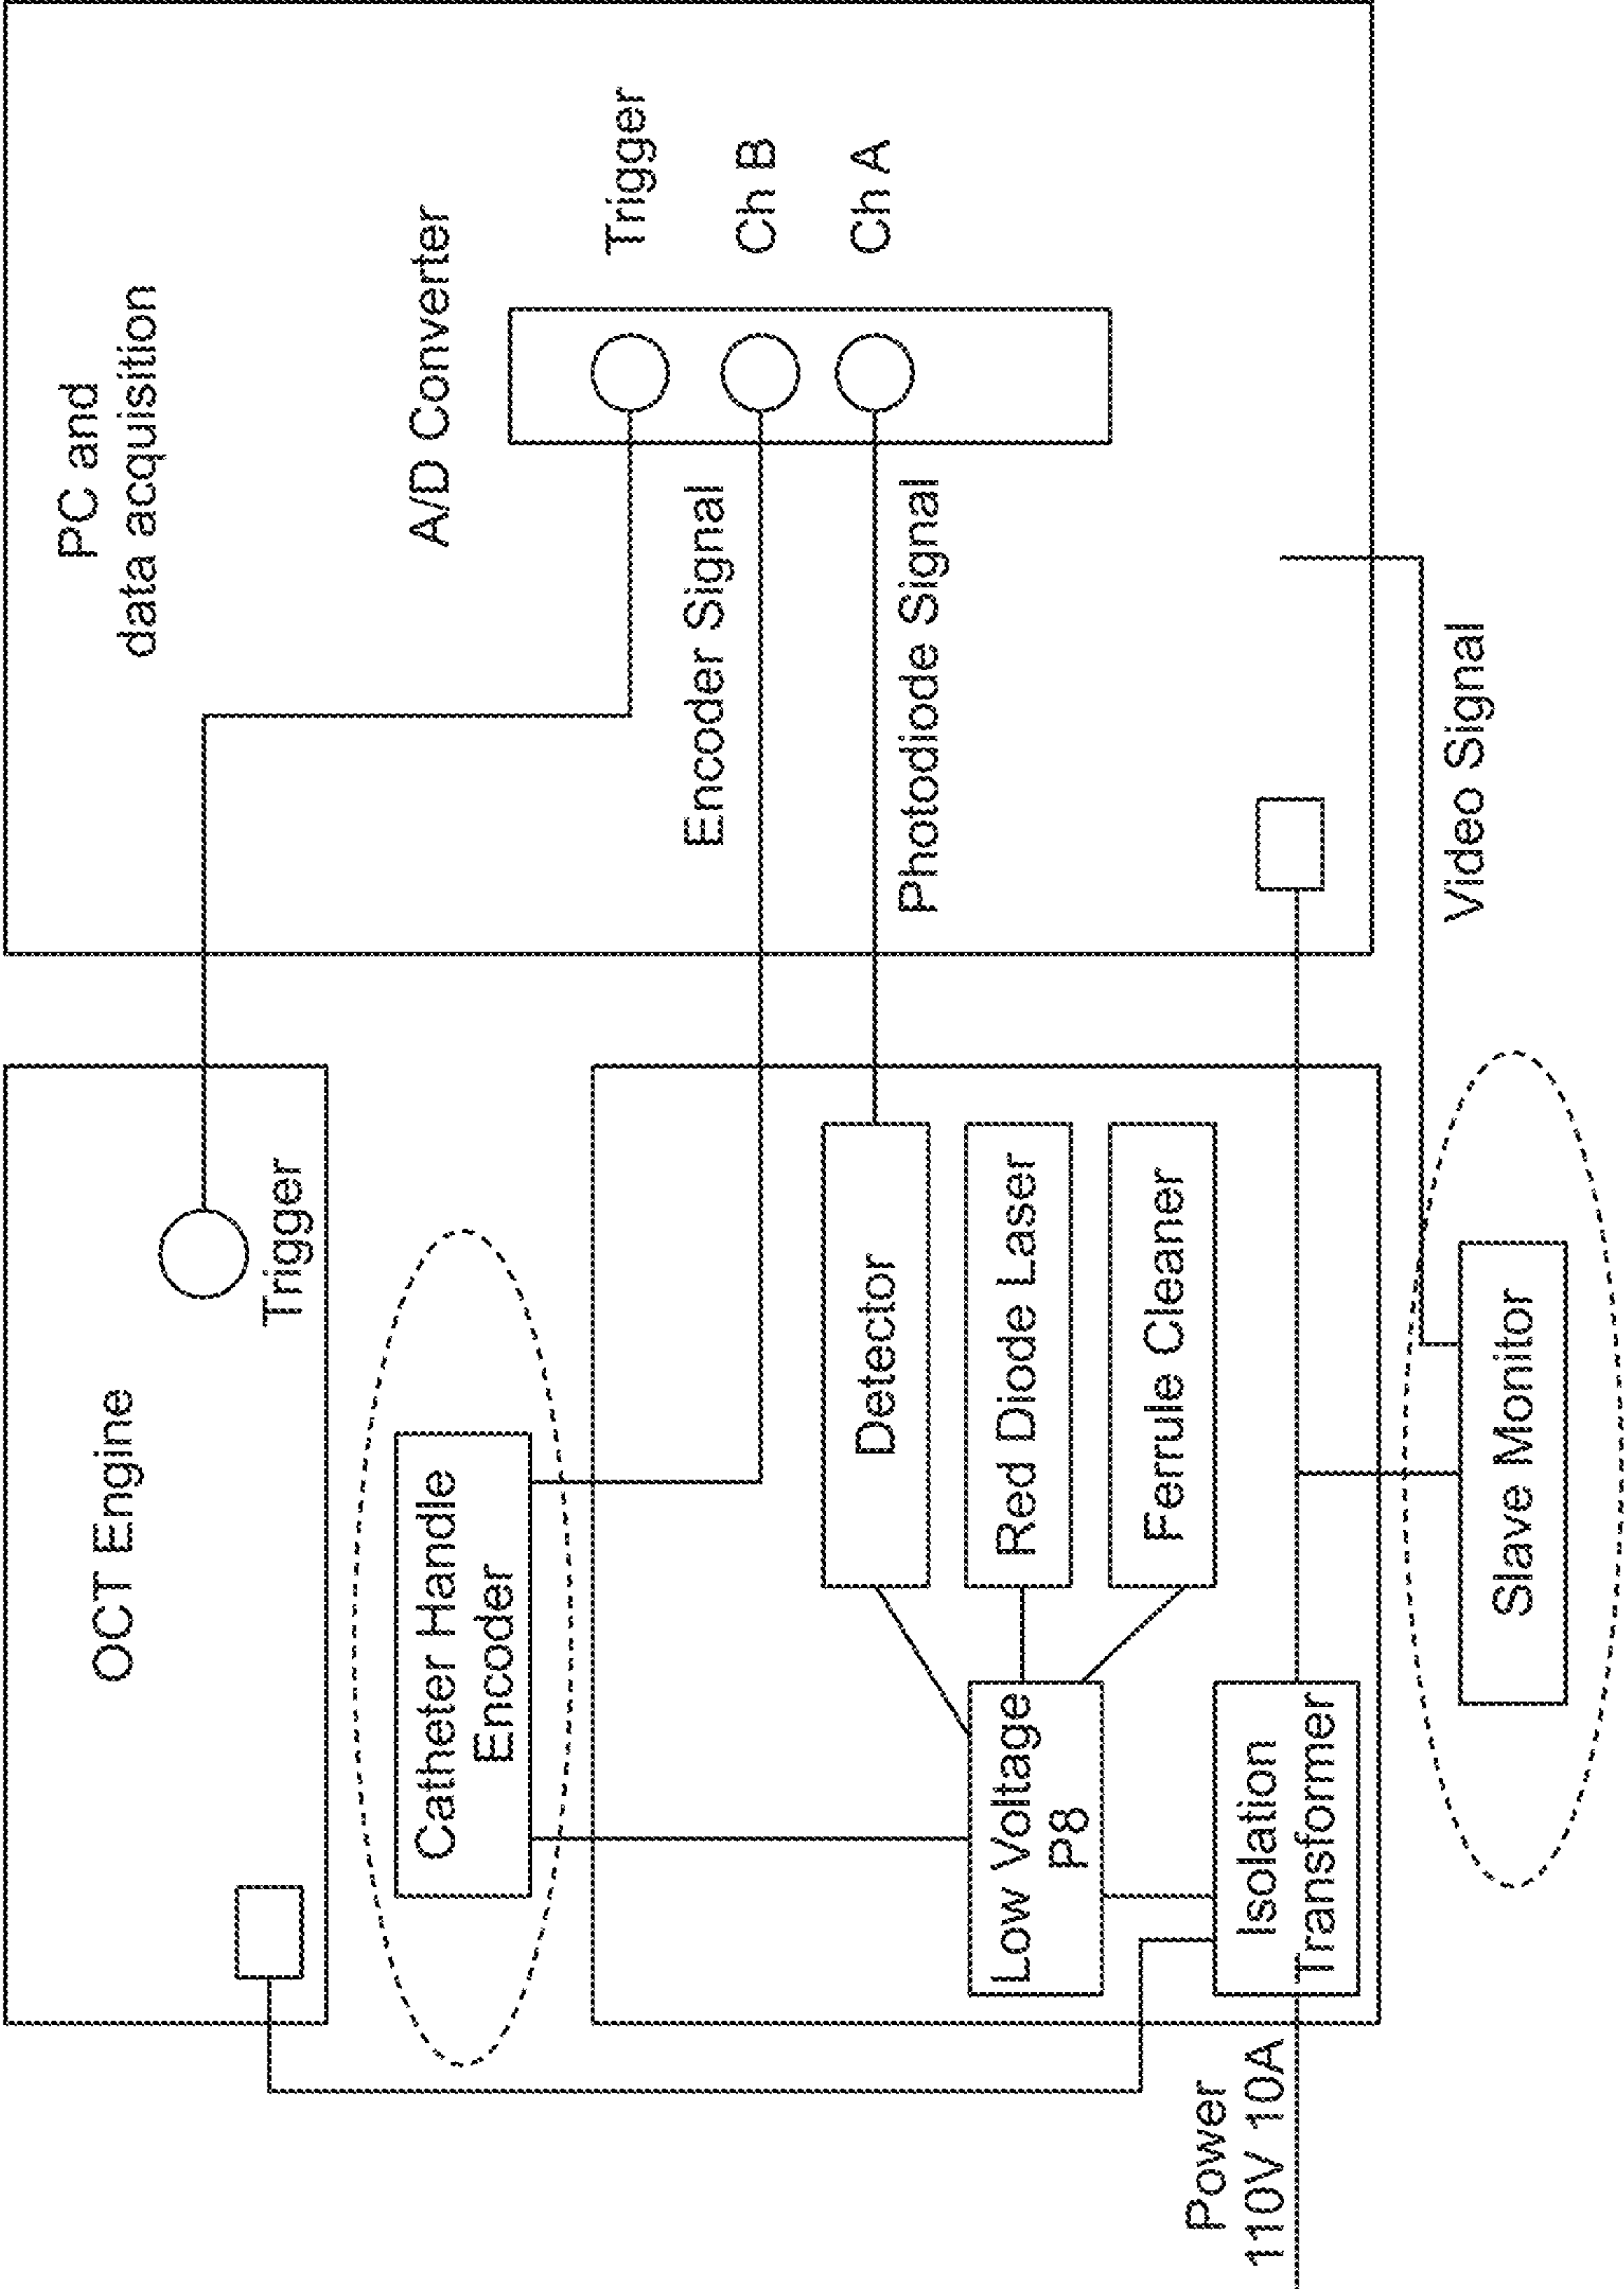 OCT Engine
Trigger
PC and
data acquisition
A/D Converter
Trigger
Ch B
Ch A
Encoder Signal
Photodiode Signal
Catheter Handle
Encoder
Detector
Red Diode Laser
Ferrule Cleaner
Low Voltage
P8
Isolation
Transformer
Power
110V 10A
Slave Monitor
Video Signal